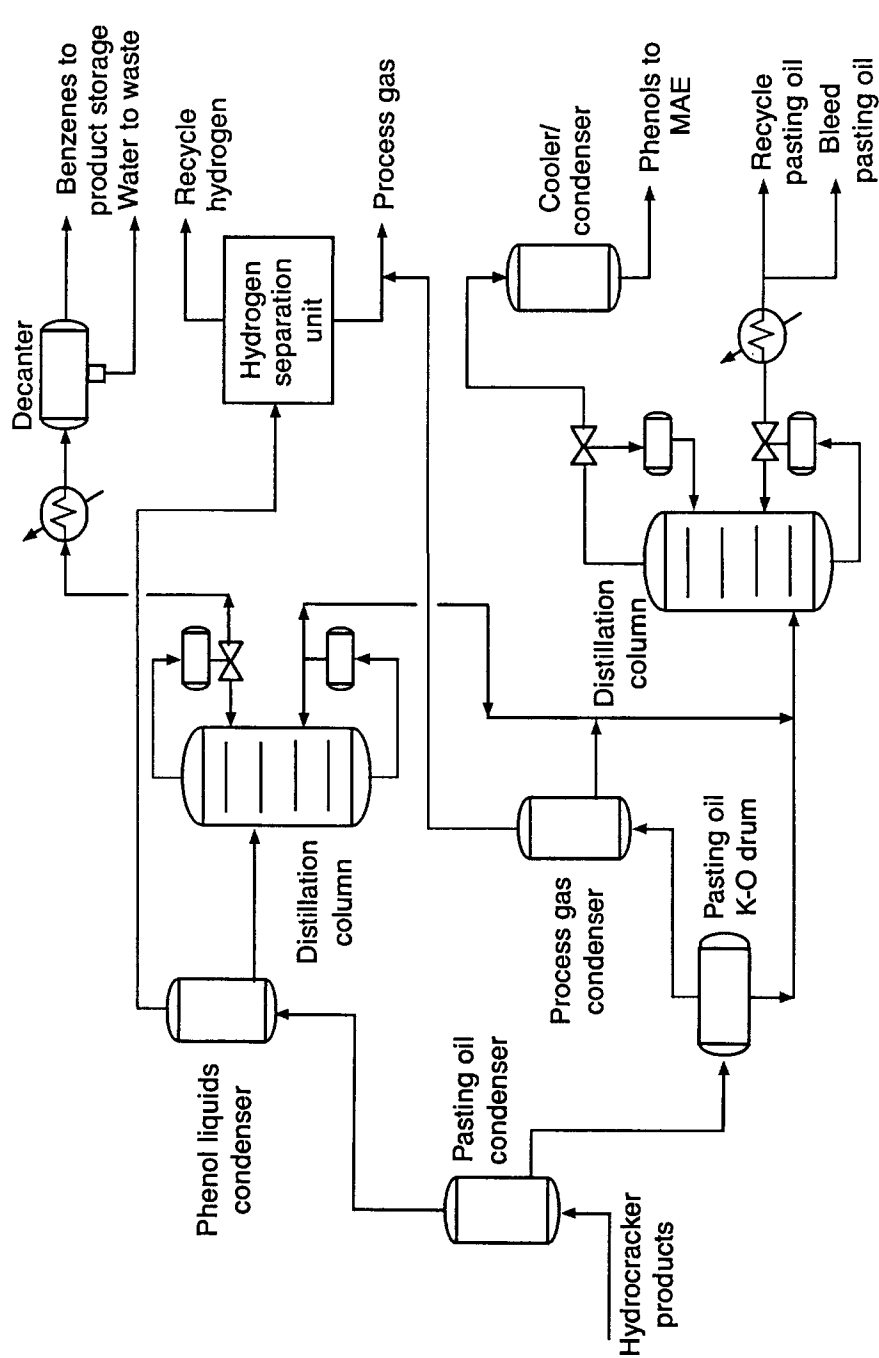 Benzenes to
product storage
Water to waste
Decanter
Recycle
hydrogen
Hydrogen
separation
unit
Process gas
Phenol liquids
condenser
Distillation
column
Cooler/
condenser
Phenols to
MAE
Pasting oil
condenser
Process gas
condenser
Distillation
column
Recycle
pasting oil
Bleed
pasting oil
Pasting oil
K-O drum
Hydrocracker
products